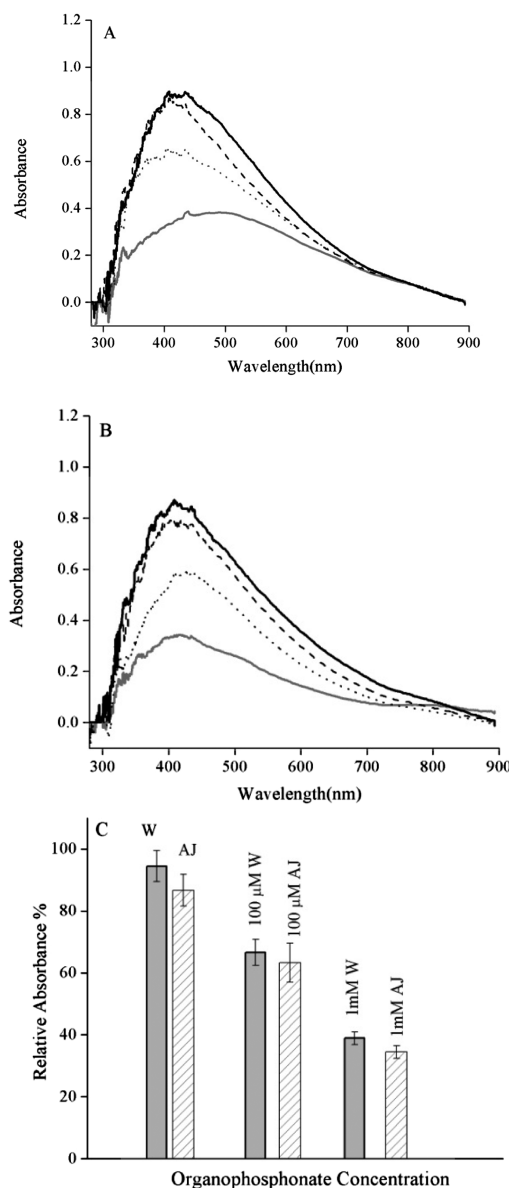 A
1.2
1.0
0.8
0.6
0.4
0.2
0.0
Absorbance
300 400 500 600 700 800 900
Wavelength(nm)
B
1.2
1.0
0.8
0.6
0.4
0.2
0.0
Absorbance
300 400 500 600 700 800 900
Wavelength(nm)
C
W
AJ
100 µM W
100 µM AJ
1mM W
1mM AJ
100
80
60
40
20
0
Relative Absorbance %
Organophosphonate Concentration